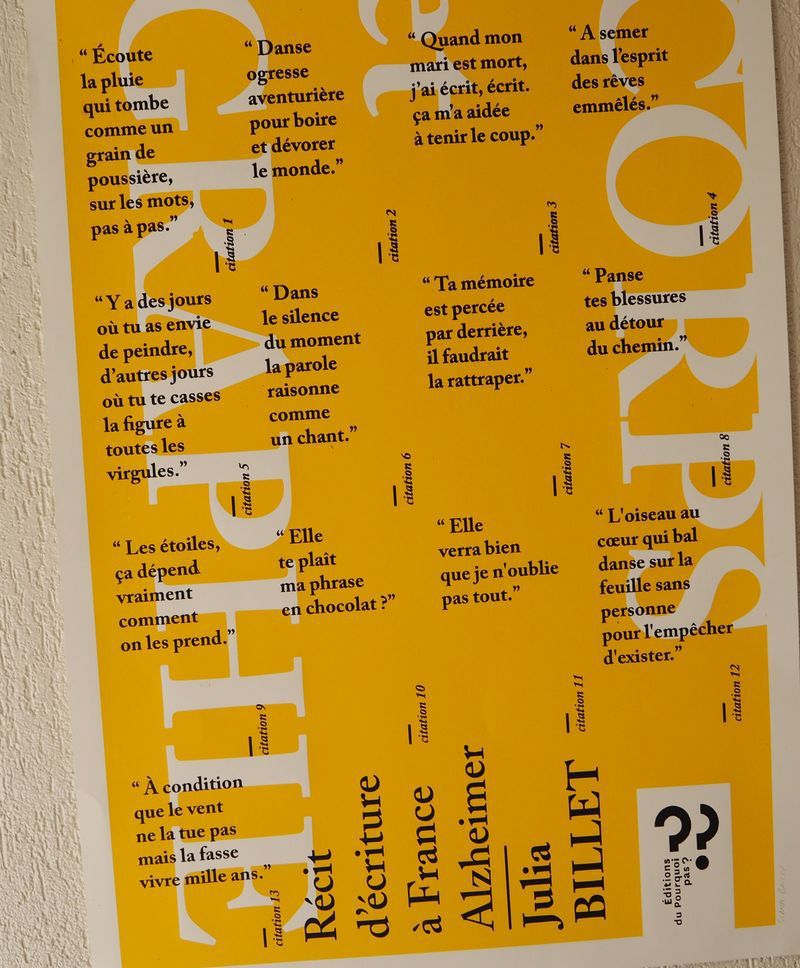 GRAPHIE
et
CORPS
“ Écoute
la pluie
qui tombe
comme un
grain de
poussière,
sur les mots,
pas à pas.”
citation 1
“ Danse
ogresse
aventurière
pour boire
et dévorer
le monde.”
citation 2
“ Quand mon
mari est mort,
j’ai écrit, écrit.
ça m’a aidée
à tenir le coup.”
citation 3
“ A semer
dans l’esprit
des rêves
emmêlés.”
citation 4
“ Y a des jours
où tu as envie
de peindre,
d’autres jours
où tu te casses
la figure à
toutes les
virgules.”
citation 5
“ Dans
le silence
du moment
la parole
raisonne
comme
un chant.”
citation 6
“ Ta mémoire
est percée
par derrière,
il faudrait
la rattraper.”
citation 7
“ Panse
tes blessures
au détour
du chemin.”
citation 8
“ Les étoiles,
ça dépend
vraiment
comment
on les prend.”
citation 9
“ Elle
te plaît
ma phrase
en chocolat ?”
citation 10
“ Elle
verra bien
que je n'oublie
pas tout.”
citation 11
“ L'oiseau au
cœur qui bal
danse sur la
feuille sans
personne
pour l'empêcher
d'exister.”
citation 12
“ À condition
que le vent
ne la tue pas
mais la fasse
vivre mille ans.”
citation 13
Récit
d’écriture
à France
Alzheimer
Julia
BILLET
Éditions
du Pourquoi
pas ?
??